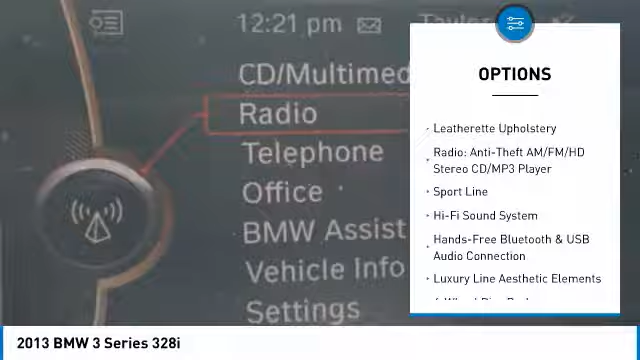 12:21 pm
CD/Multimed
Radio
Telephone
Office
BMW Assist
Vehicle Info
Settings
OPTIONS
Leatherette Upholstery
Radio: Anti-Theft AM/FM/HD
Stereo CD/MP3 Player
Sport Line
Hi-Fi Sound System
Hands-Free Bluetooth & USB
Audio Connection
Luxury Line Aesthetic Elements
2013 BMW 3 Series 328i